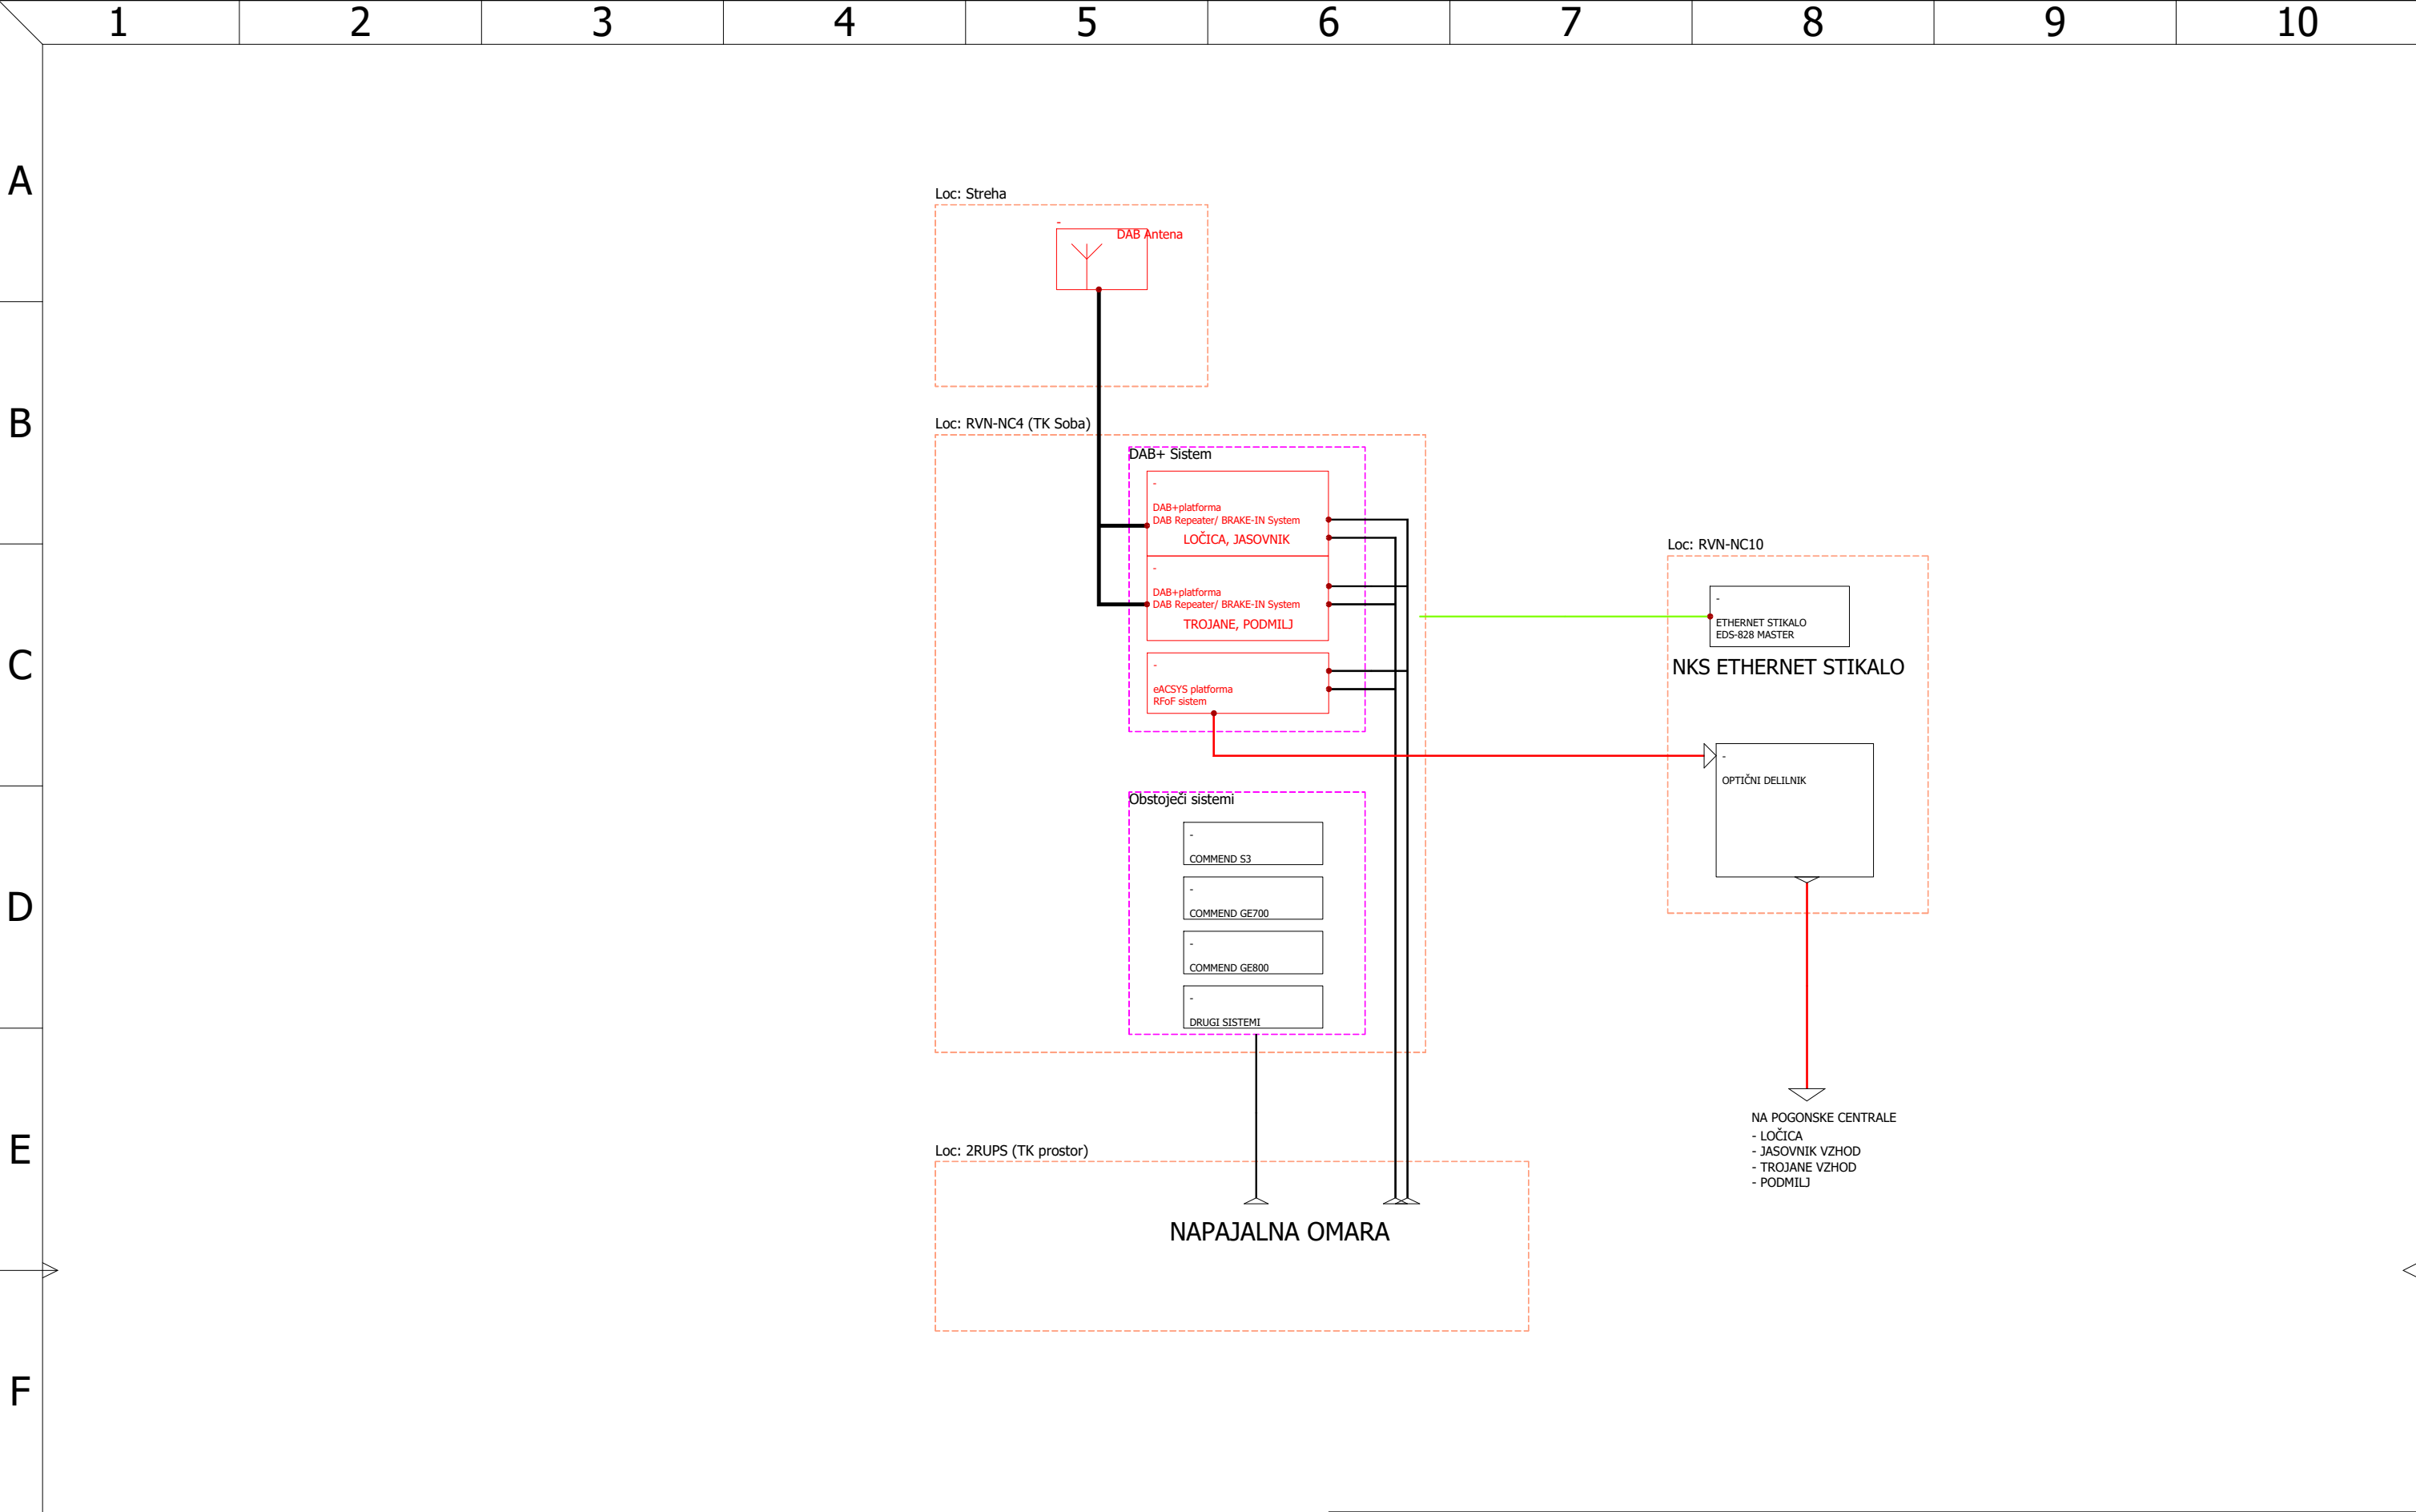 1 2 3 4 5 6 7 8 9 10
A
Loc: Streha
-
DAB Antena
B
Loc: RVN-NC4 (TK Soba)
DAB+ Sistem
-
DAB+platforma
DAB Repeater/ BRAKE-IN System
LOČICA, JASOVNIK
-
DAB+platforma
DAB Repeater/ BRAKE-IN System
TROJANE, PODMILJ
C
-
eACSYS platforma
RFoF sistem
Loc: RVN-NC10
-
ETHERNET STIKALO
EDS-828 MASTER
NKS ETHERNET STIKALO
-
OPTIČNI DELILNIK
Obstoječi sistemi
-
COMMEND S3
D
-
COMMEND GE700
-
COMMEND GE800
-
DRUGI SISTEMI
NA POGONSKE CENTRALE
- LOČICA
- JASOVNIK VZHOD
- TROJANE VZHOD
- PODMILJ
E
Loc: 2RUPS (TK prostor)
NAPAJALNA OMARA
F